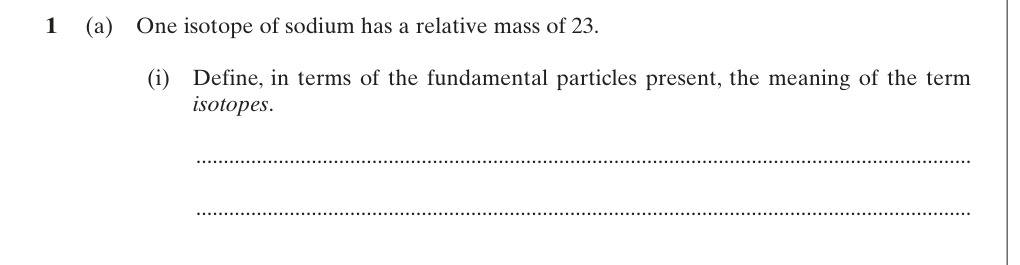 1 (a) One isotope of sodium has a relative mass of 23.
(i) Define, in terms of the fundamental particles present, the meaning of the term
isotopes.